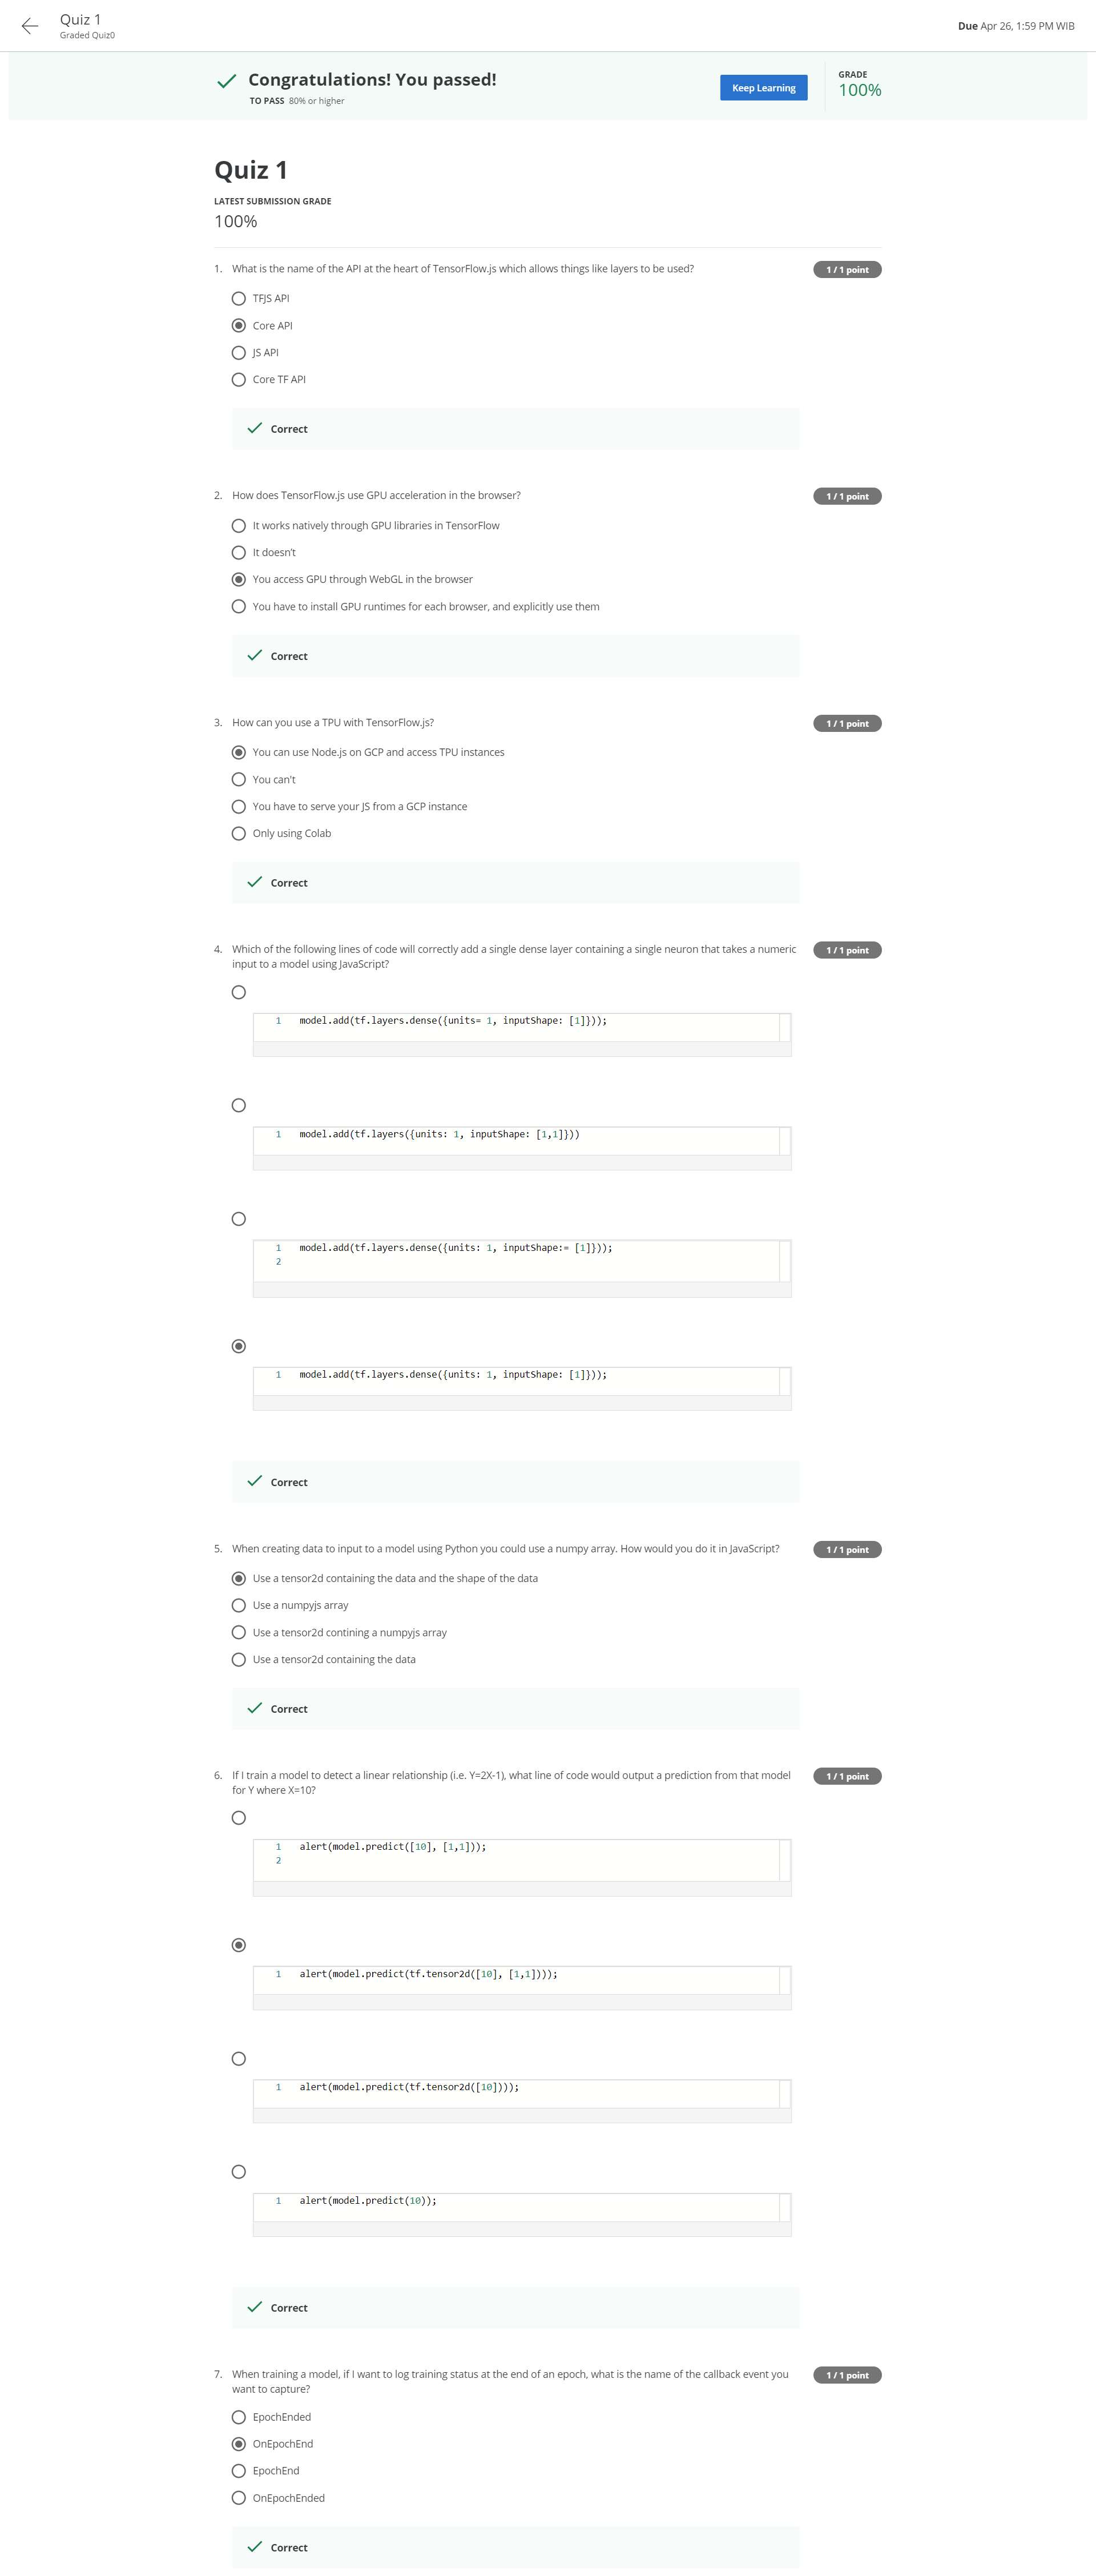 Quiz 1
Graded Quiz0
Due Apr 26, 1:59 PM WIB
Congratulations! You passed!
TO PASS 80% or higher
Keep Learning
GRADE
100%
Quiz 1
LATEST SUBMISSION GRADE
100%
1. What is the name of the API at the heart of TensorFlow.js which allows things like layers to be used?
1 / 1 point
TFJS API
Core API
JS API
Core TF API
Correct
2. How does TensorFlow.js use GPU acceleration in the browser?
1 / 1 point
It works natively through GPU libraries in TensorFlow
It doesn't
You access GPU through WebGL in the browser
You have to install GPU runtimes for each browser, and explicitly use them
Correct
3. How can you use a TPU with TensorFlow.js?
1 / 1 point
You can use Node.js on GCP and access TPU instances
You can't
You have to serve your JS from a GCP instance
Only using Colab
Correct
4. Which of the following lines of code will correctly add a single dense layer containing a single neuron that takes a numeric
input to a model using JavaScript?
1 / 1 point
1 model.add(tf.layers.dense({units= 1, inputShape: [1]}));
1 model.add(tf.layers({units: 1, inputShape: [1,1]}))
1 model.add(tf.layers.dense({units: 1, inputShape:= [1]}));
2
1 model.add(tf.layers.dense({units: 1, inputShape: [1]}));
Correct
5. When creating data to input to a model using Python you could use a numpy array. How would you do it in JavaScript?
1 / 1 point
Use a tensor2d containing the data and the shape of the data
Use a numpyjs array
Use a tensor2d contining a numpyjs array
Use a tensor2d containing the data
Correct
6. If I train a model to detect a linear relationship (i.e. Y=2X-1), what line of code would output a prediction from that model
for Y where X=10?
1 / 1 point
1 alert(model.predict([10], [1,1]));
2
1 alert(model.predict(tf.tensor2d([10], [1,1])));
1 alert(model.predict(tf.tensor2d([10])));
1 alert(model.predict(10));
Correct
7. When training a model, if I want to log training status at the end of an epoch, what is the name of the callback event you
want to capture?
1 / 1 point
EpochEnded
OnEpochEnd
EpochEnd
OnEpochEnded
Correct